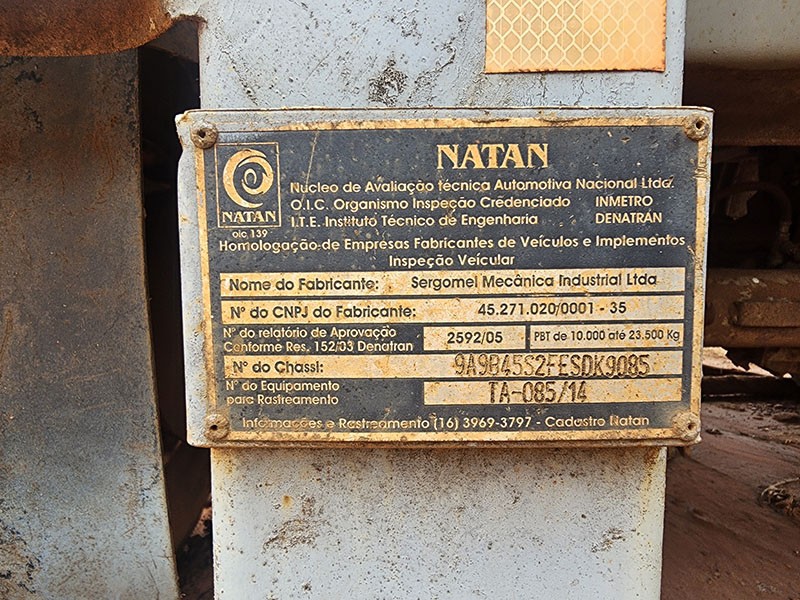 NATAN
Núcleo de Avaliação técnica Automotiva Nacional Ltda.
O.I.C. Organismo Inspeção Credenciado INMETRO
I.T.E. Instituto Técnico de Engenharia DENATRAN
NATAN
oic 139
Homologação de Empresas Fabricantes de Veículos e Implementos
Inspeção Veicular
Nome do Fabricante: Sergomel Mecânica Industrial Ltda
Nº do CNPJ do Fabricante: 45.271.020/0001 - 35
Nº do relatório de Aprovação
Conforme Res. 152/03 Denatran
2592/05
PBT de 10.000 até 23.500 Kg
Nº do Chassi: 9A9B45S2FESDK9085
Nº do Equipamento
para Rastreamento
TA-085/14
Informações e Rastreamento (16) 3969-3797 - Cadastro Natan